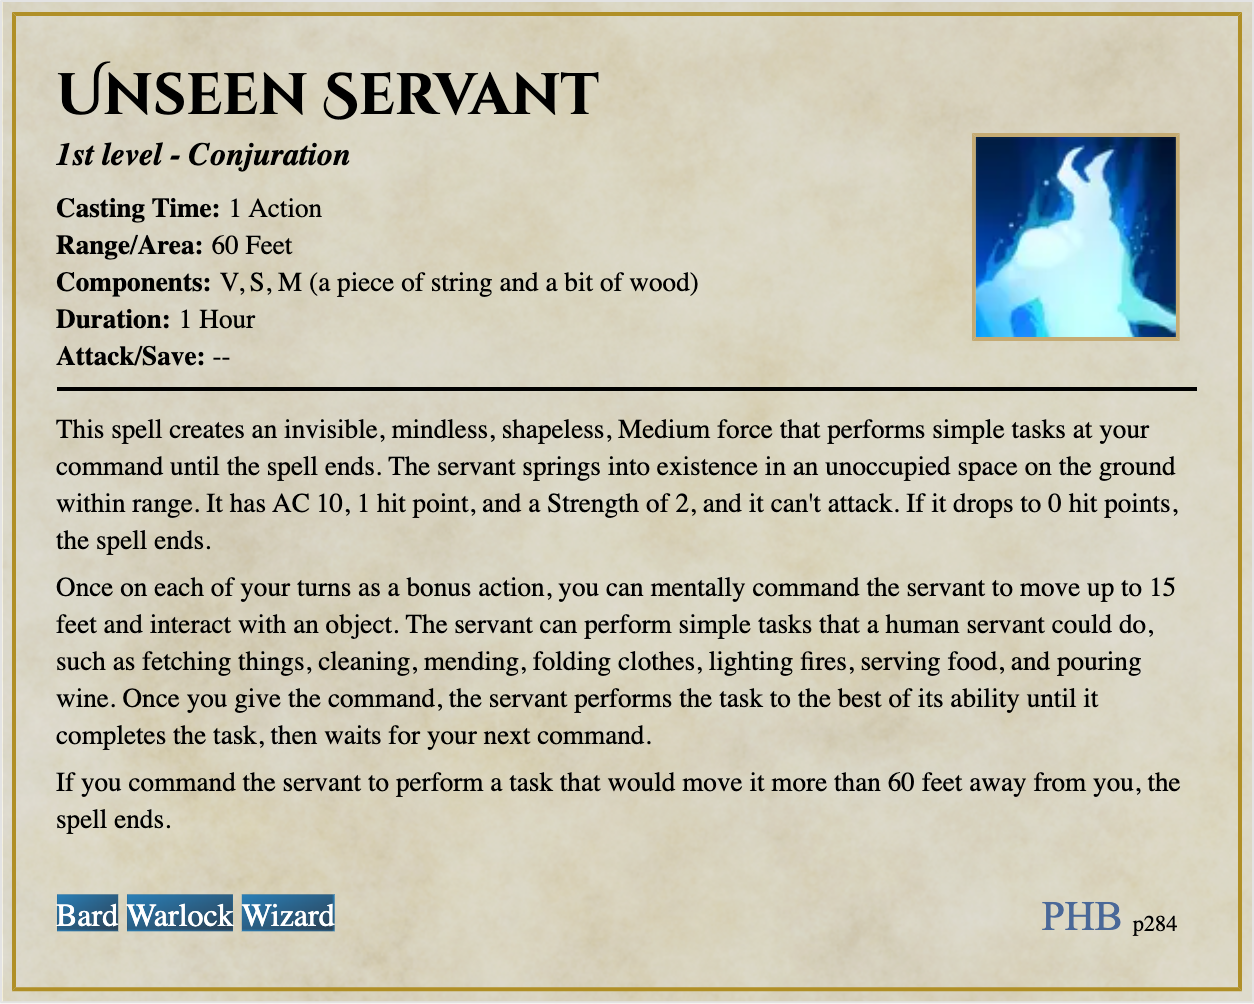 Unseen Servant
1st level - Conjuration
Casting Time: 1 Action
Range/Area: 60 Feet
Components: V, S, M (a piece of string and a bit of wood)
Duration: 1 Hour
Attack/Save: --
This spell creates an invisible, mindless, shapeless, Medium force that performs simple tasks at your
command until the spell ends. The servant springs into existence in an unoccupied space on the ground
within range. It has AC 10, 1 hit point, and a Strength of 2, and it can't attack. If it drops to 0 hit points,
the spell ends.
Once on each of your turns as a bonus action, you can mentally command the servant to move up to 15
feet and interact with an object. The servant can perform simple tasks that a human servant could do,
such as fetching things, cleaning, mending, folding clothes, lighting fires, serving food, and pouring
wine. Once you give the command, the servant performs the task to the best of its ability until it
completes the task, then waits for your next command.
If you command the servant to perform a task that would move it more than 60 feet away from you, the
spell ends.
Bard Warlock Wizard PHB p284